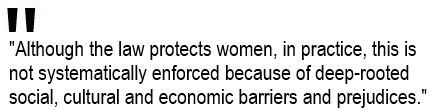 "
"Although the law protects women, in practice, this is
not systematically enforced because of deep-rooted
social, cultural and economic barriers and prejudices."